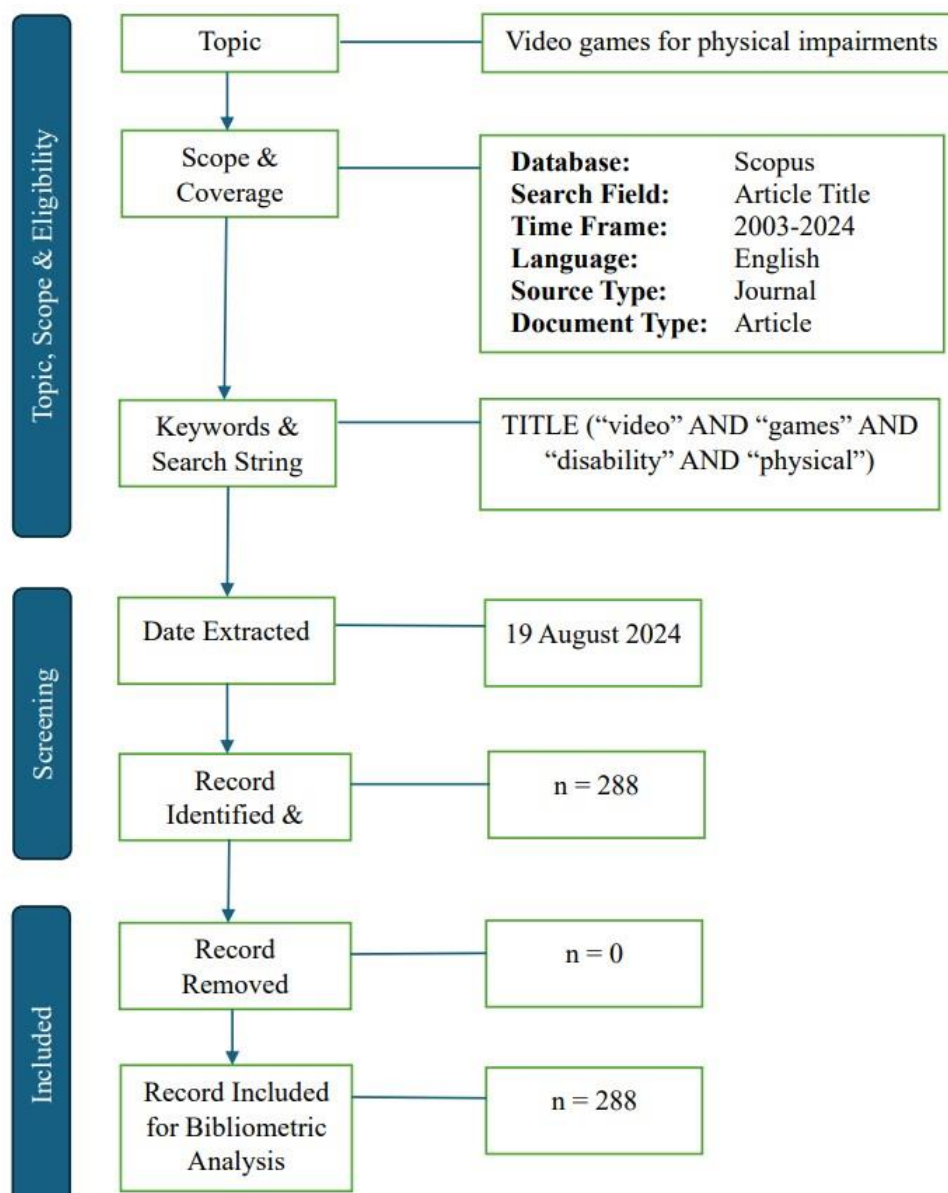 Topic, Scope & Eligibility
Topic
Video games for physical impairments
Scope &
Coverage
Database: Scopus
Search Field: Article Title
Time Frame: 2003-2024
Language: English
Source Type: Journal
Document Type: Article
Keywords &
Search String
TITLE (“video” AND “games” AND
“disability” AND “physical”)
Screening
Date Extracted
19 August 2024
Record
Identified &
n = 288
Included
Record
Removed
n = 0
Record Included
for Bibliometric
Analysis
n = 288